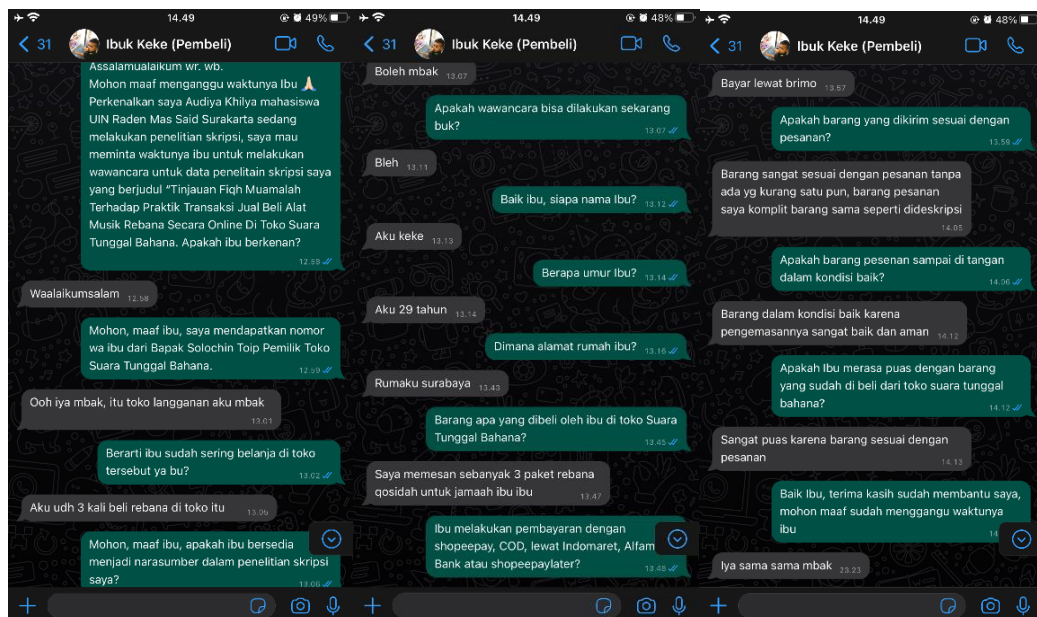 14.49
49%
31
Ibuk Keke (Pembeli)
Assalamualaikum wr. wb.
Mohon maaf menganggu waktunya Ibu 🙏
Perkenalkan saya Audiya Khilya mahasiswa
UIN Raden Mas Said Surakarta sedang
melakukan penelitian skripsi, saya mau
meminta waktunya ibu untuk melakukan
wawancara untuk data penelitain skripsi saya
yang berjudul "Tinjauan Fiqh Muamalah
Terhadap Praktik Transaksi Jual Beli Alat
Musik Rebana Secara Online Di Toko Suara
Tunggal Bahana. Apakah ibu berkenan?
12.58
Waalaikumsalam 12.58
Mohon, maaf ibu, saya mendapatkan nomor
wa ibu dari Bapak Solochin Toip Pemilik Toko
Suara Tunggal Bahana.
12.59
Ooh iya mbak, itu toko langganan aku mbak
13.01
Berarti ibu sudah sering belanja di toko
tersebut ya bu?
13.02
Aku udh 3 kali beli rebana di toko itu 13.06
Mohon, maaf ibu, apakah ibu bersedia
menjadi narasumber dalam penelitian skripsi
saya?
13.06
14.49
48%
31
Ibuk Keke (Pembeli)
Boleh mbak 13.07
Apakah wawancara bisa dilakukan sekarang
buk?
13.07
Bleh 13.11
Baik ibu, siapa nama Ibu? 13.12
Aku keke 13.13
Berapa umur Ibu? 13.14
Aku 29 tahun 13.14
Dimana alamat rumah ibu? 13.16
Rumaku surabaya 13.43
Barang apa yang dibeli oleh ibu di toko Suara
Tunggal Bahana?
13.45
Saya memesan sebanyak 3 paket rebana
qosidah untuk jamaah ibu ibu
13.47
Ibu melakukan pembayaran dengan
shopeepay, COD, lewat Indomaret, Alfam
Bank atau shopeepaylater?
13.48
14.49
48%
31
Ibuk Keke (Pembeli)
Bayar lewat brimo 13.57
Apakah barang yang dikirim sesuai dengan
pesanan?
13.59
Barang sangat sesuai dengan pesanan tanpa
ada yg kurang satu pun, barang pesanan
saya komplit barang sama seperti dideskripsi
14.05
Apakah barang pesenan sampai di tangan
dalam kondisi baik?
14.06
Barang dalam kondisi baik karena
pengemasannya sangat baik dan aman 14.12
Apakah Ibu merasa puas dengan barang
yang sudah di beli dari toko suara tunggal
bahana?
14.12
Sangat puas karena barang sesuai dengan
pesanan
14.13
Baik Ibu, terima kasih sudah membantu saya,
mohon maaf sudah menggangu waktunya
ibu
14
Iya sama sama mbak 23.23